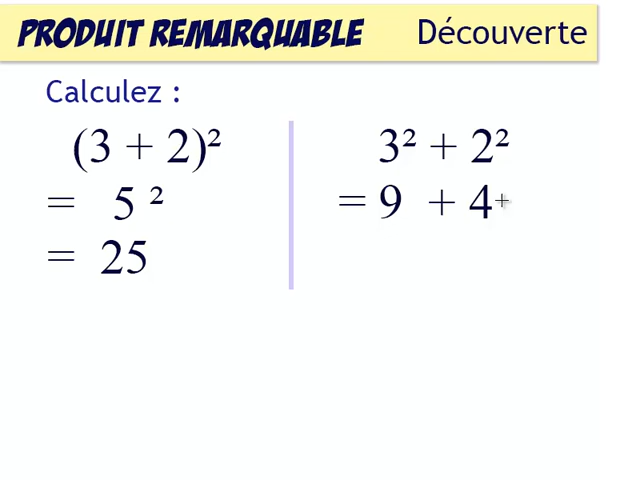 PRODUIT REMARQUABLE Découverte
Calculez :
(3 + 2)²
= 5 ²
= 25
3² + 2²
= 9 + 4